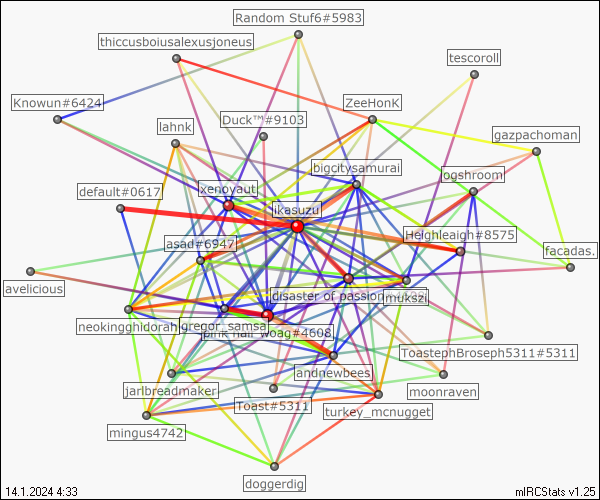 Random Stuf6#5983
thiccusboiusalexusjoneus
tescoroll
Knowun#6424
ZeeHonK
Duck™#9103
lahnk
gazpachoman
bigcitysamurai
ogshroom
xenoyaut
default#0617
ikasuzu
Heighleaigh#8575
asad#6947
facadas.
avelicious
disaster of passion
mukszi
neokingghidorah
gregor_samsa
pink hair woag#4608
ToastephBroseph5311#5311
andnewbees
jarlbreadmaker
moonraven
Toast#5311
turkey_mcnugget
mingus4742
doggerdig
14.1.2024 4:33
mIRCStats v1.25